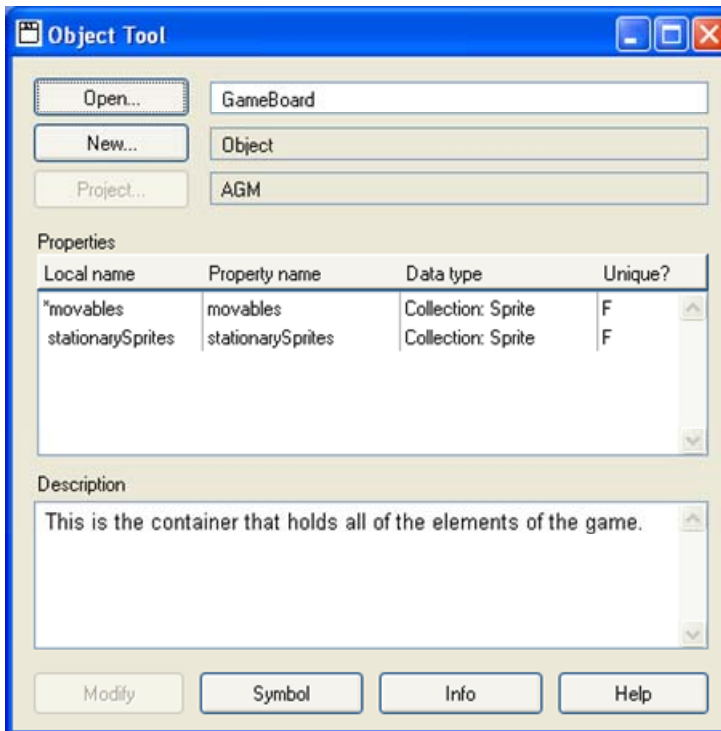 Object Tool
Open... GameBoard
New... Object
Project... AGM
Properties
Local name Property name Data type Unique?
*movables movables Collection: Sprite F
stationarySprites stationarySprites Collection: Sprite F
Description
This is the container that holds all of the elements of the game.
Modify Symbol Info Help